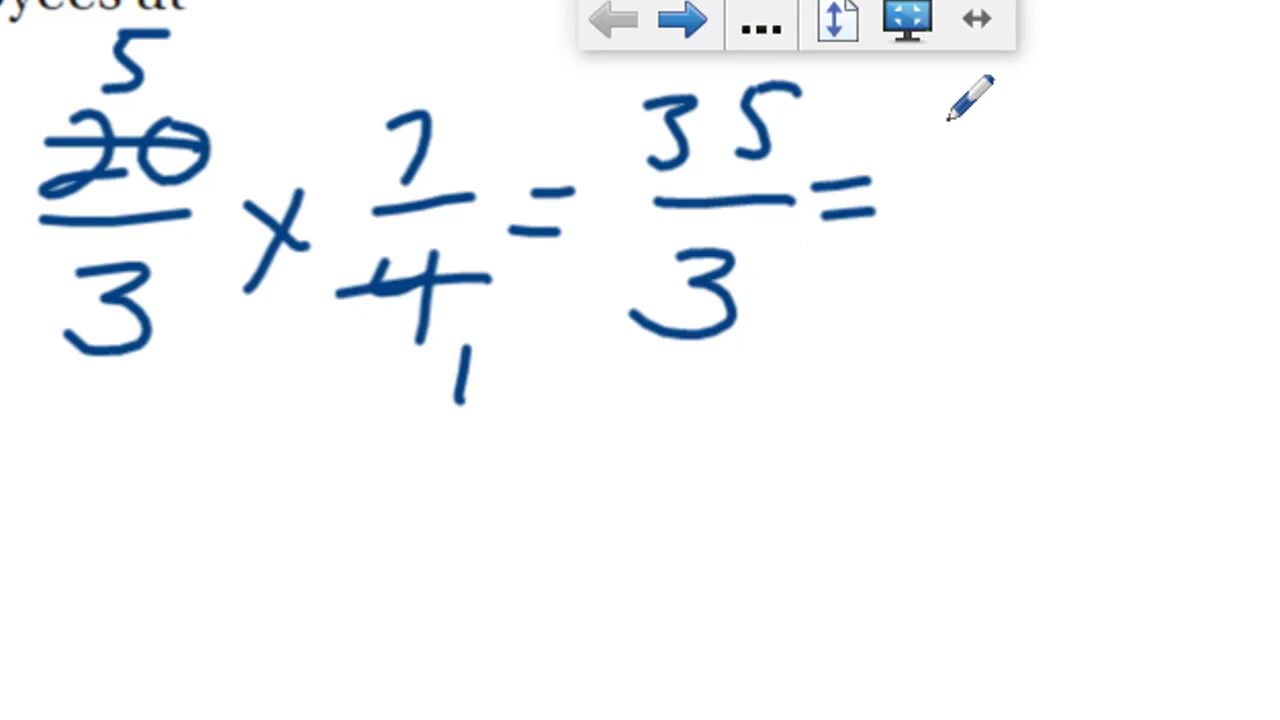 5
20/3 × 7/4 = 35/3 =
1